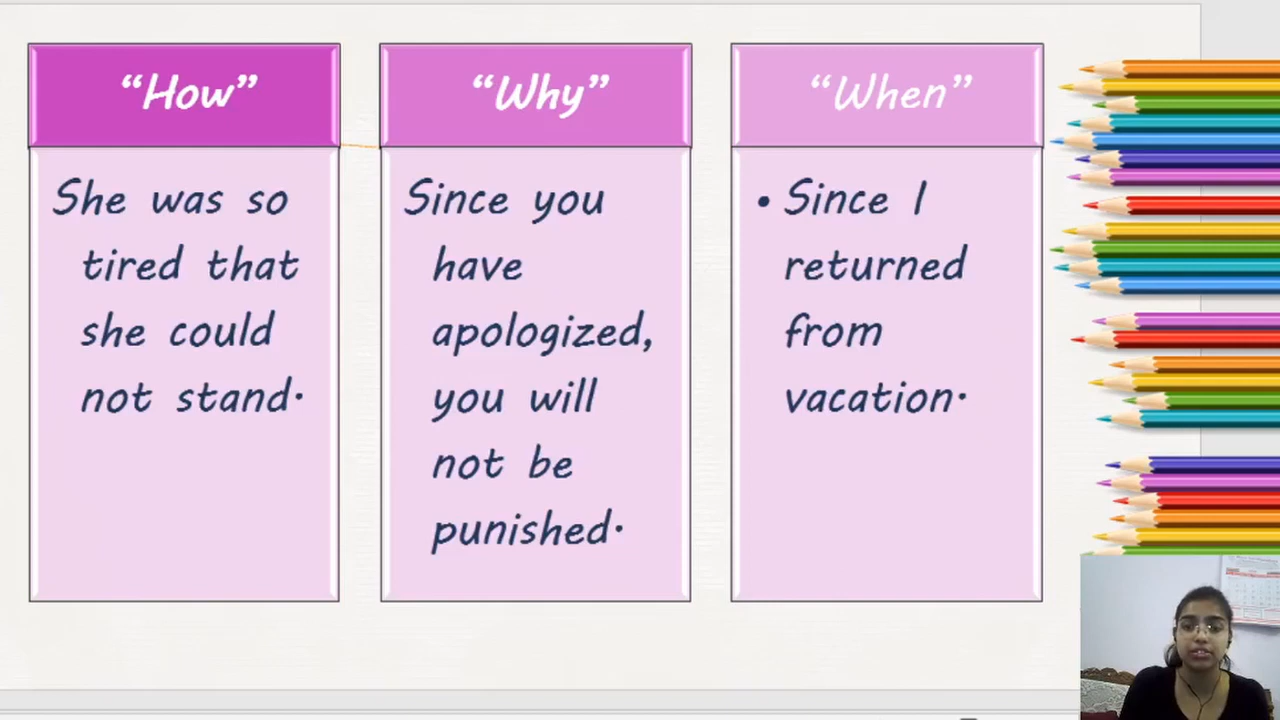 “How”
She was so
tired that
she could
not stand.
“Why”
Since you
have
apologized,
you will
not be
punished.
“When”
• Since I
returned
from
vacation.